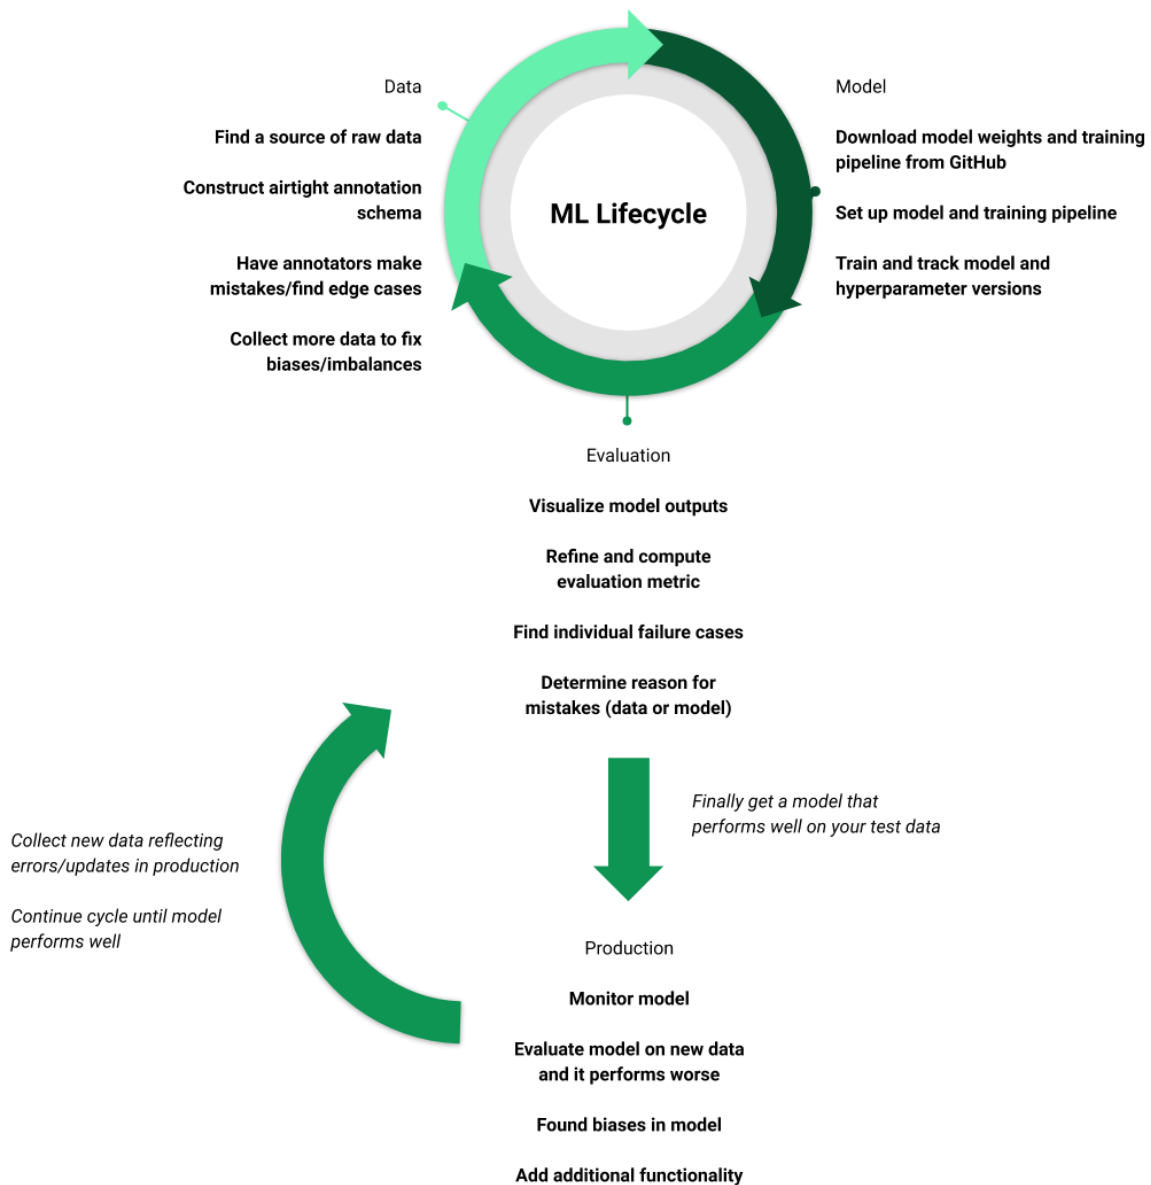 Data
Find a source of raw data
Construct airtight annotation
schema
Have annotators make
mistakes/find edge cases
Collect more data to fix
biases/imbalances
ML Lifecycle
Model
Download model weights and training
pipeline from GitHub
Set up model and training pipeline
Train and track model and
hyperparameter versions
Evaluation
Visualize model outputs
Refine and compute
evaluation metric
Find individual failure cases
Determine reason for
mistakes (data or model)
Finally get a model that
performs well on your test data
Collect new data reflecting
errors/updates in production
Continue cycle until model
performs well
Production
Monitor model
Evaluate model on new data
and it performs worse
Found biases in model
Add additional functionality